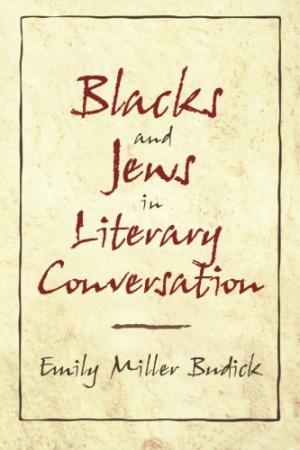 Blacks
and
Jews
in
Literary
Conversation
Emily Miller Budick